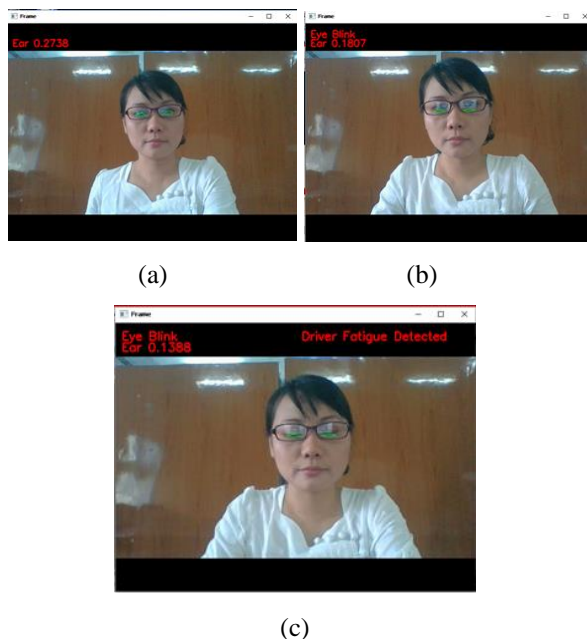 Frame
Ear 0.2738
Frame
Eye Blink
Ear 0.1807
(a)
(b)
Frame
Eye Blink
Driver Fatigue Detected
Ear 0.1388
(c)